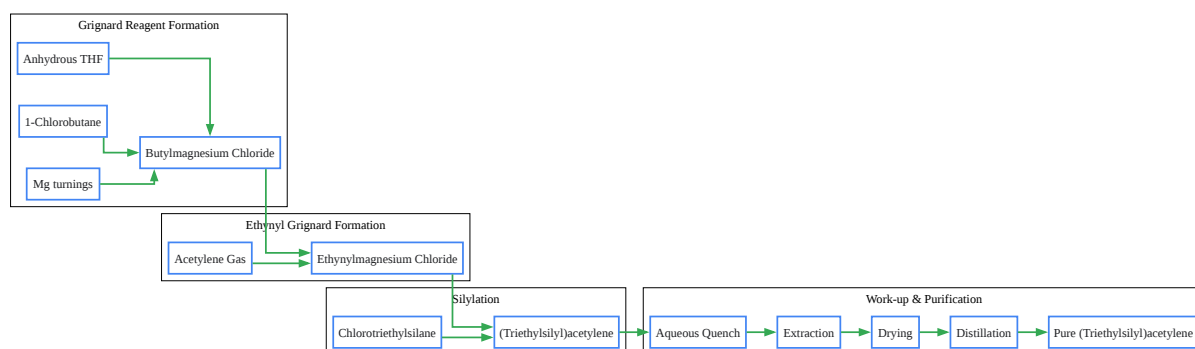 Grignard Reagent Formation
Anhydrous THF
1-Chlorobutane
Butylmagnesium Chloride
Mg turnings
Ethynyl Grignard Formation
Acetylene Gas
Ethynylmagnesium Chloride
Silylation
Chlorotriethylsilane
(Triethylsilyl)acetylene
Work-up & Purification
Aqueous Quench
Extraction
Drying
Distillation
Pure (Triethylsilyl)acetylene